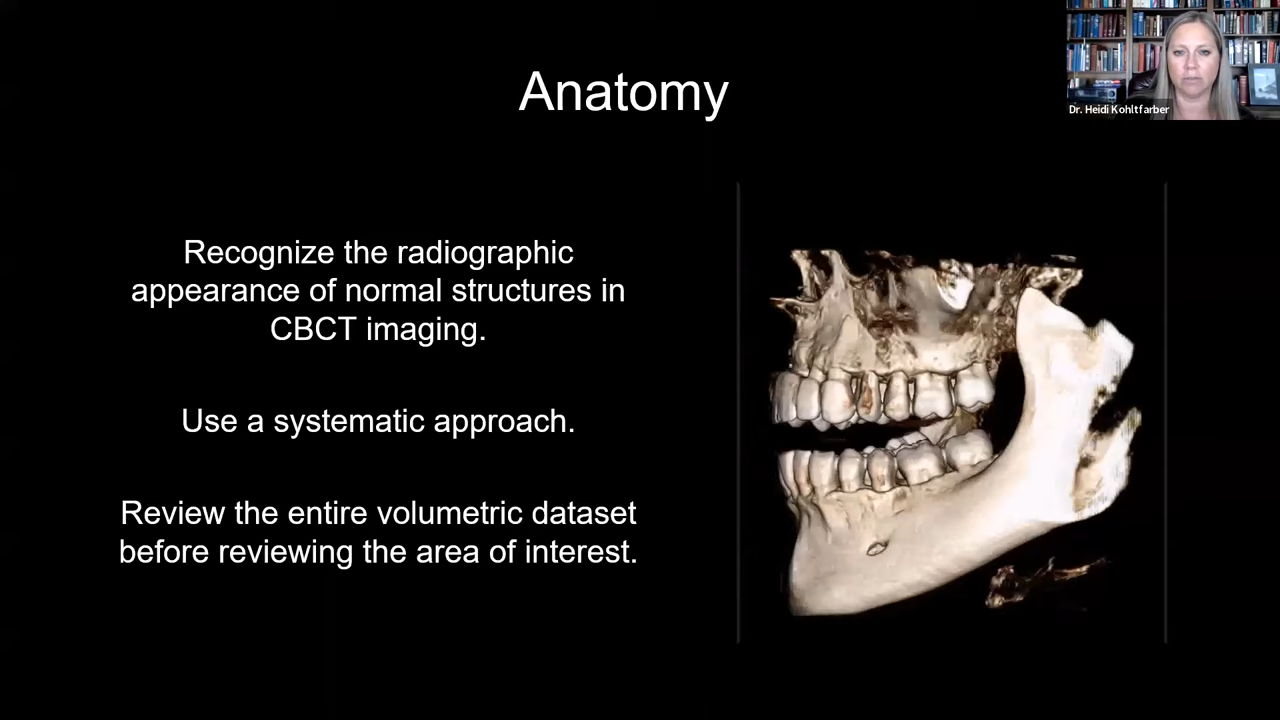 Anatomy
Dr. Heidi Kohltfarber
Recognize the radiographic
appearance of normal structures in
CBCT imaging.
Use a systematic approach.
Review the entire volumetric dataset
before reviewing the area of interest.